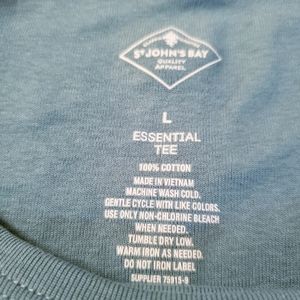 ST JOHN'S BAY
QUALITY
APPAREL
L
ESSENTIAL
TEE
100% COTTON
MADE IN VIETNAM
MACHINE WASH COLD.
GENTLE CYCLE WITH LIKE COLORS.
USE ONLY NON-CHLORINE BLEACH
WHEN NEEDED.
TUMBLE DRY LOW.
WARM IRON AS NEEDED.
DO NOT IRON LABEL
SUPPLIER 75915-9